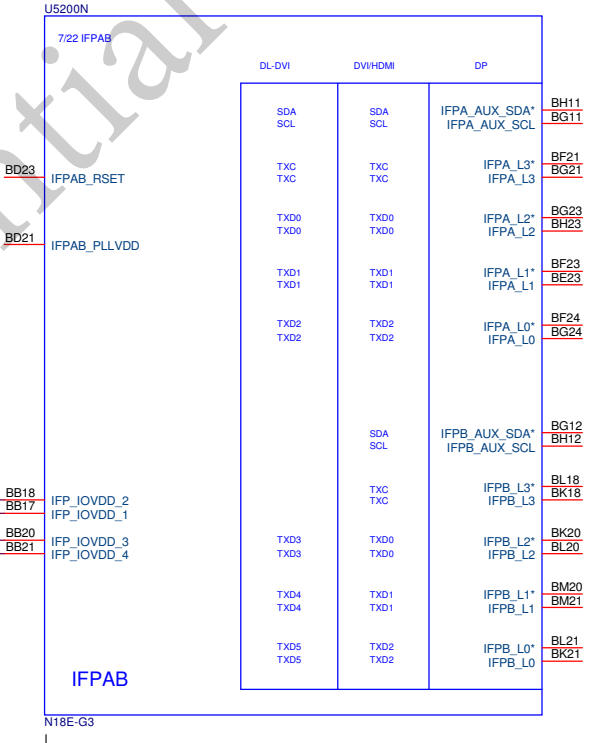 U5200N
7/22 IFPAB
DL-DVI DVI/HDMI DP
SDA SDA IFPA_AUX_SDA* BH11
SCL SCL IFPA_AUX_SCL BG11
TXC TXC IFPA_L3* BF21
BD23 IFPAB_RSET TXC TXC IFPA_L3 BG21
TXD0 TXD0 IFPA_L2* BG23
TXD0 TXD0 IFPA_L2 BH23
BD21 IFPAB_PLLVDD
TXD1 TXD1 IFPA_L1* BF23
TXD1 TXD1 IFPA_L1 BE23
TXD2 TXD2 IFPA_L0* BF24
TXD2 TXD2 IFPA_L0 BG24
SDA IFPB_AUX_SDA* BG12
SCL IFPB_AUX_SCL BH12
TXC IFPB_L3* BL18
BB18 IFP_IOVDD_2 TXC IFPB_L3 BK18
BB17 IFP_IOVDD_1
BB20 IFP_IOVDD_3 TXD3 TXD0 IFPB_L2* BK20
BB21 IFP_IOVDD_4 TXD3 TXD0 IFPB_L2 BL20
TXD4 TXD1 IFPB_L1* BM20
TXD4 TXD1 IFPB_L1 BM21
TXD5 TXD2 IFPB_L0* BL21
TXD5 TXD2 IFPB_L0 BK21
IFPAB
N18E-G3